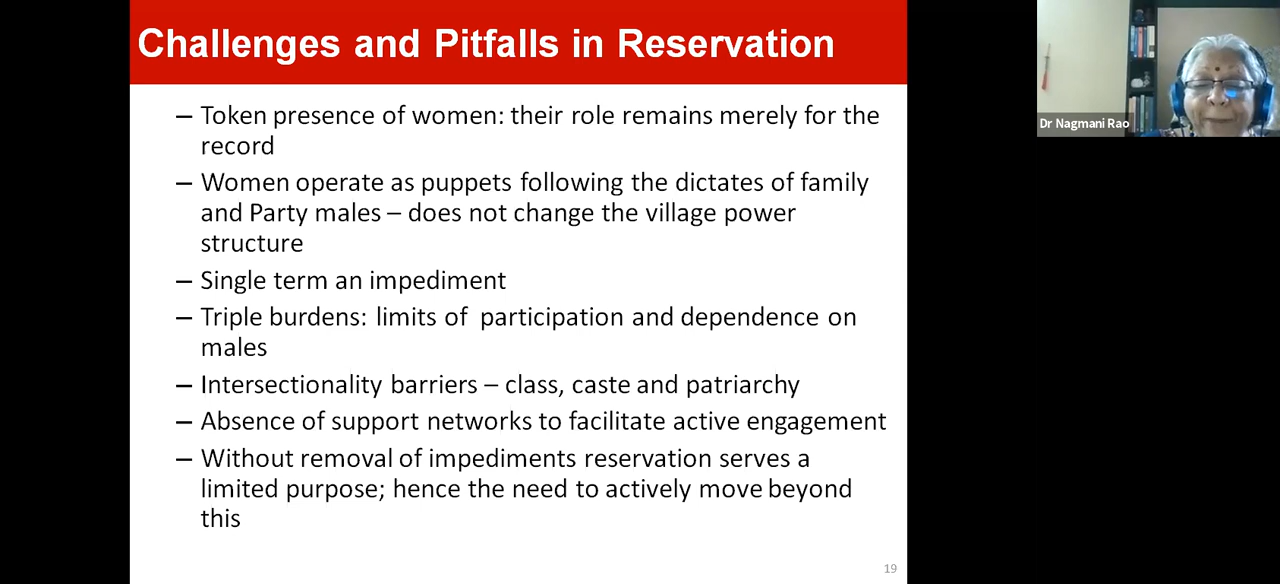 Challenges and Pitfalls in Reservation
– Token presence of women: their role remains merely for the
record
– Women operate as puppets following the dictates of family
and Party males – does not change the village power
structure
– Single term an impediment
– Triple burdens: limits of participation and dependence on
males
– Intersectionality barriers – class, caste and patriarchy
– Absence of support networks to facilitate active engagement
– Without removal of impediments reservation serves a
limited purpose; hence the need to actively move beyond
this
19
Dr Nagmani Rao